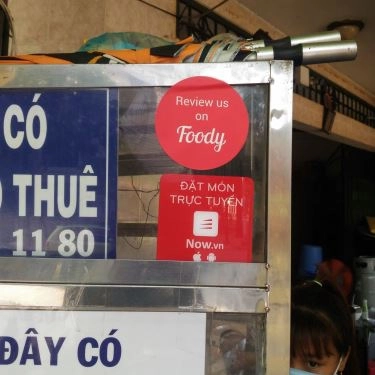 CÓ
THUÊ
11 80
Review us
on
Foody
ĐẶT MÓN
TRỰC TUYẾN
Now.vn
ĐÂY CÓ